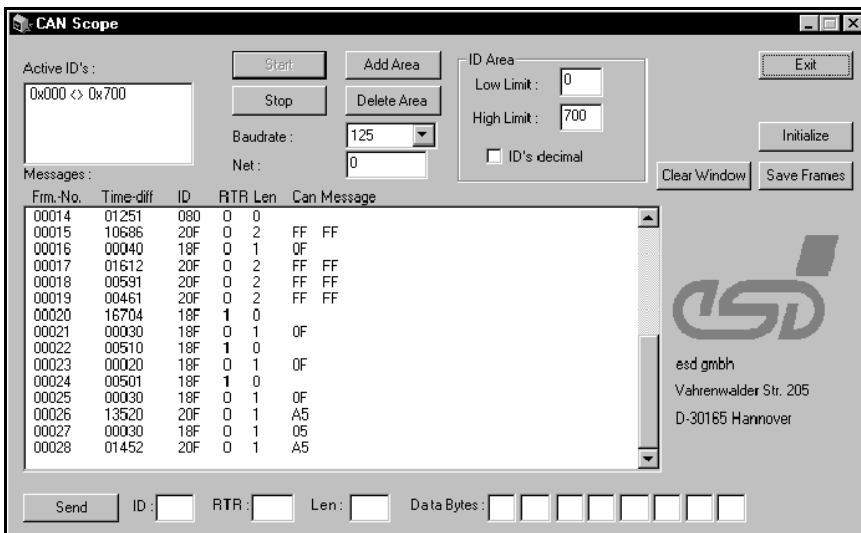 CAN Scope
Active ID's :
0x000 <> 0x700
Start
Stop
Baudrate :
125
Net :
0
Add Area
Delete Area
ID Area
Low Limit :
0
High Limit :
700
ID's decimal
Exit
Initialize
Clear Window
Save Frames
Messages :
Frm.-No. Time-diff ID RTR Len Can Message
00014 01251 080 0 0
00015 10686 20F 0 2 FF FF
00016 00040 18F 0 1 0F
00017 01612 20F 0 2 FF FF
00018 00591 20F 0 2 FF FF
00019 00461 20F 0 2 FF FF
00020 16704 18F 1 0
00021 00030 18F 0 1 0F
00022 00510 18F 1 0
00023 00020 18F 0 1 0F
00024 00501 18F 1 0
00025 00030 18F 0 1 0F
00026 13520 20F 0 1 A5
00027 00030 18F 0 1 05
00028 01452 20F 0 1 A5
esd
esd gmbh
Vahrenwalder Str. 205
D-30165 Hannover
Send ID : RTR : Len : Data Bytes :